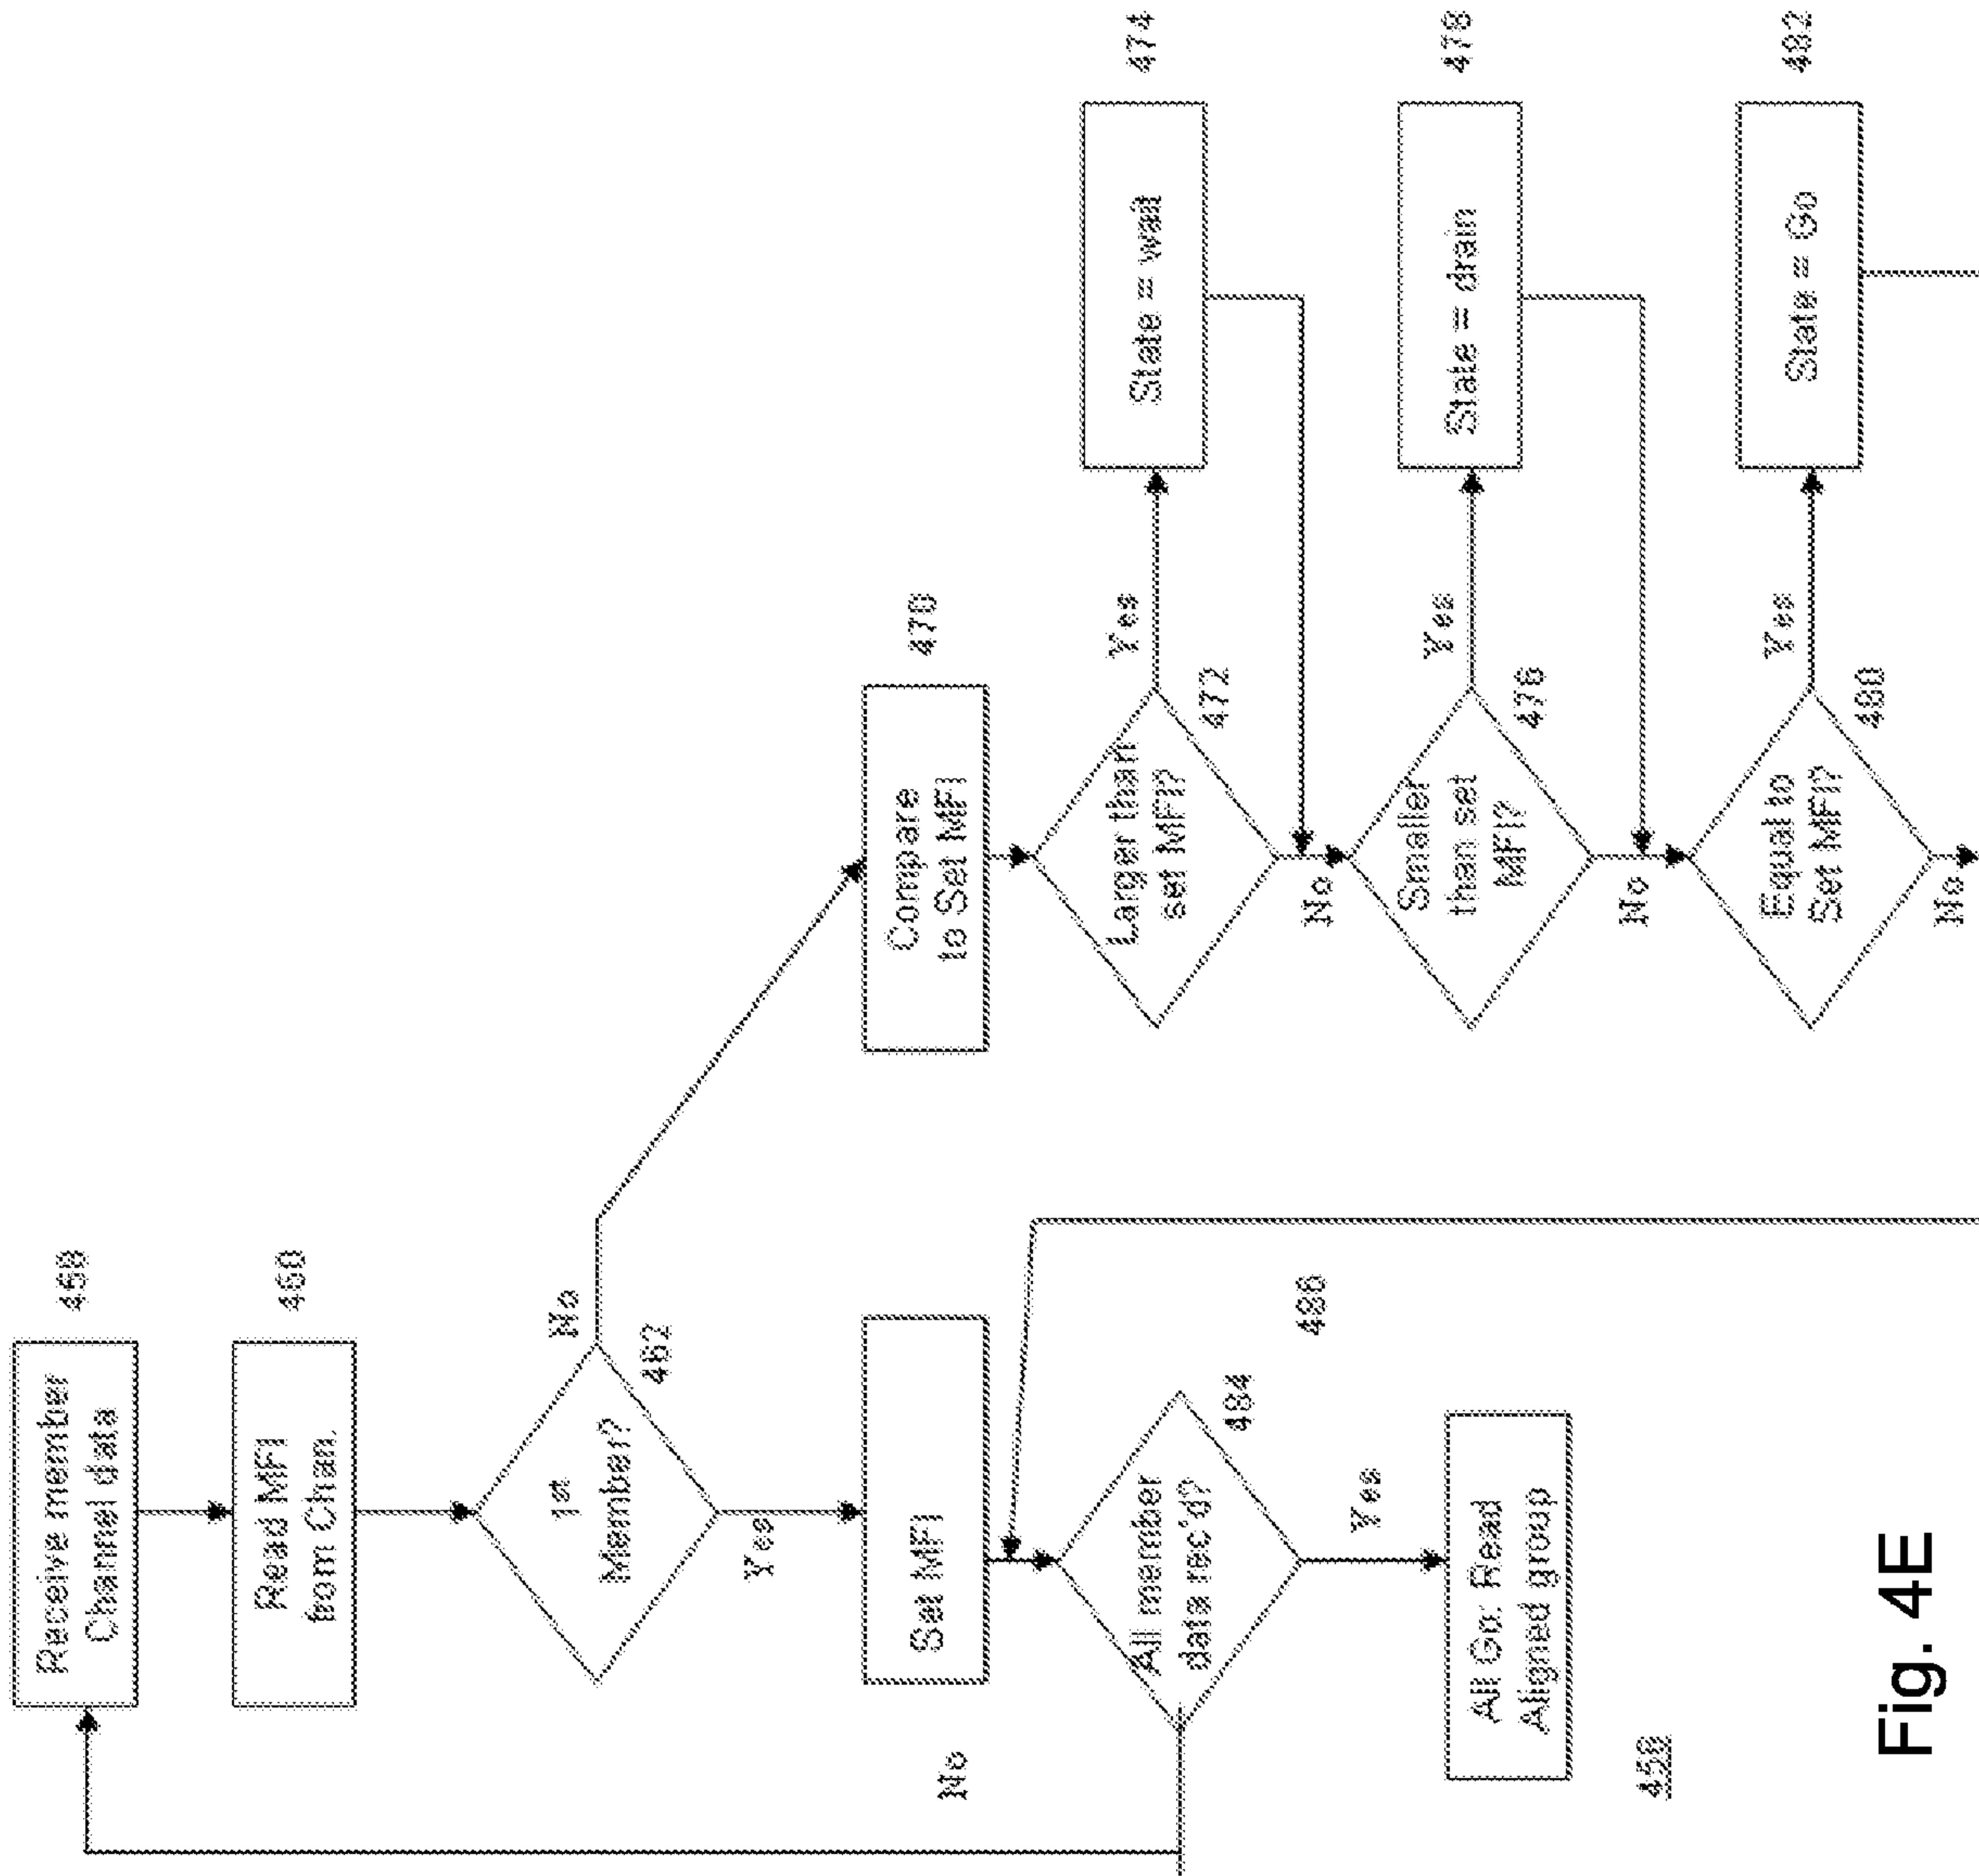 Receive member
Channel data
Read MFI
from Chan.
460
1st
Member?
No
462
Yes
Set MFI
All member
data rec'd?
484
486
No
Yes
All Go: Read
Aligned group
Compare
to Set MFI
470
Larger than
set MFI?
Yes
472
No
State = wait
474
Smaller
than set
MFI?
Yes
476
No
State = drain
478
Equal to
Set MFI?
Yes
480
No
State = Go
482
Fig. 4E